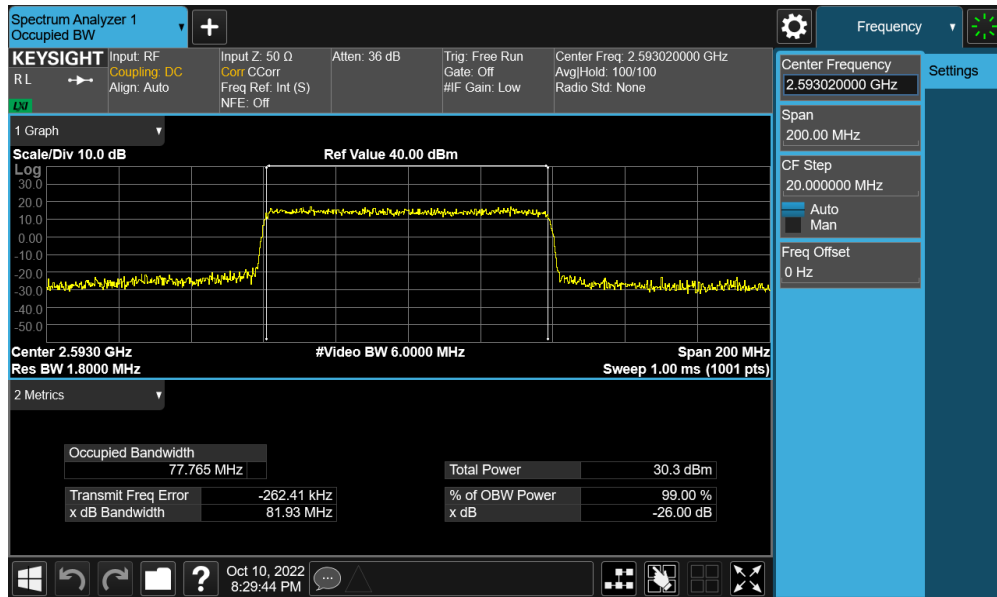 Spectrum Analyzer 1
Occupied BW
+
Frequency
KEYSIGHT
R L
LXI
Input: RF
Coupling: DC
Align: Auto
Input Z: 50 Ω
Corr CCorr
Freq Ref: Int (S)
NFE: Off
Atten: 36 dB
Trig: Free Run
Gate: Off
#IF Gain: Low
Center Freq: 2.593020000 GHz
Avg|Hold: 100/100
Radio Std: None
Center Frequency
2.593020000 GHz
Settings
Span
200.00 MHz
CF Step
20.000000 MHz
Auto
Man
Freq Offset
0 Hz
1 Graph
Scale/Div 10.0 dB
Ref Value 40.00 dBm
Log
30.0
20.0
10.0
0.00
-10.0
-20.0
-30.0
-40.0
-50.0
Center 2.5930 GHz
#Video BW 6.0000 MHz
Span 200 MHz
Res BW 1.8000 MHz
Sweep 1.00 ms (1001 pts)
2 Metrics
Occupied Bandwidth
77.765 MHz
Total Power 30.3 dBm
Transmit Freq Error -262.41 kHz
% of OBW Power 99.00 %
x dB Bandwidth 81.93 MHz
x dB -26.00 dB
?
Oct 10, 2022
8:29:44 PM